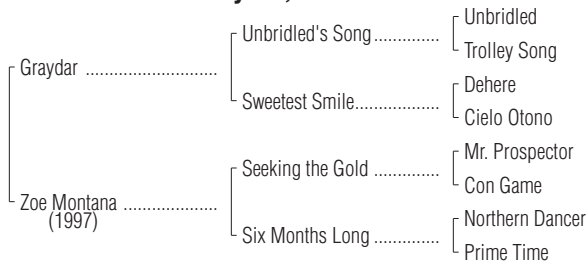 Unbridled
Unbridled's Song ..............
Trolley Song
Graydar ............................
Dehere
Sweetest Smile..................
Cielo Otono
Mr. Prospector
Seeking the Gold ..............
Con Game
Zoe Montana ....................
(1997)
Northern Dancer
Six Months Long ..............
Prime Time